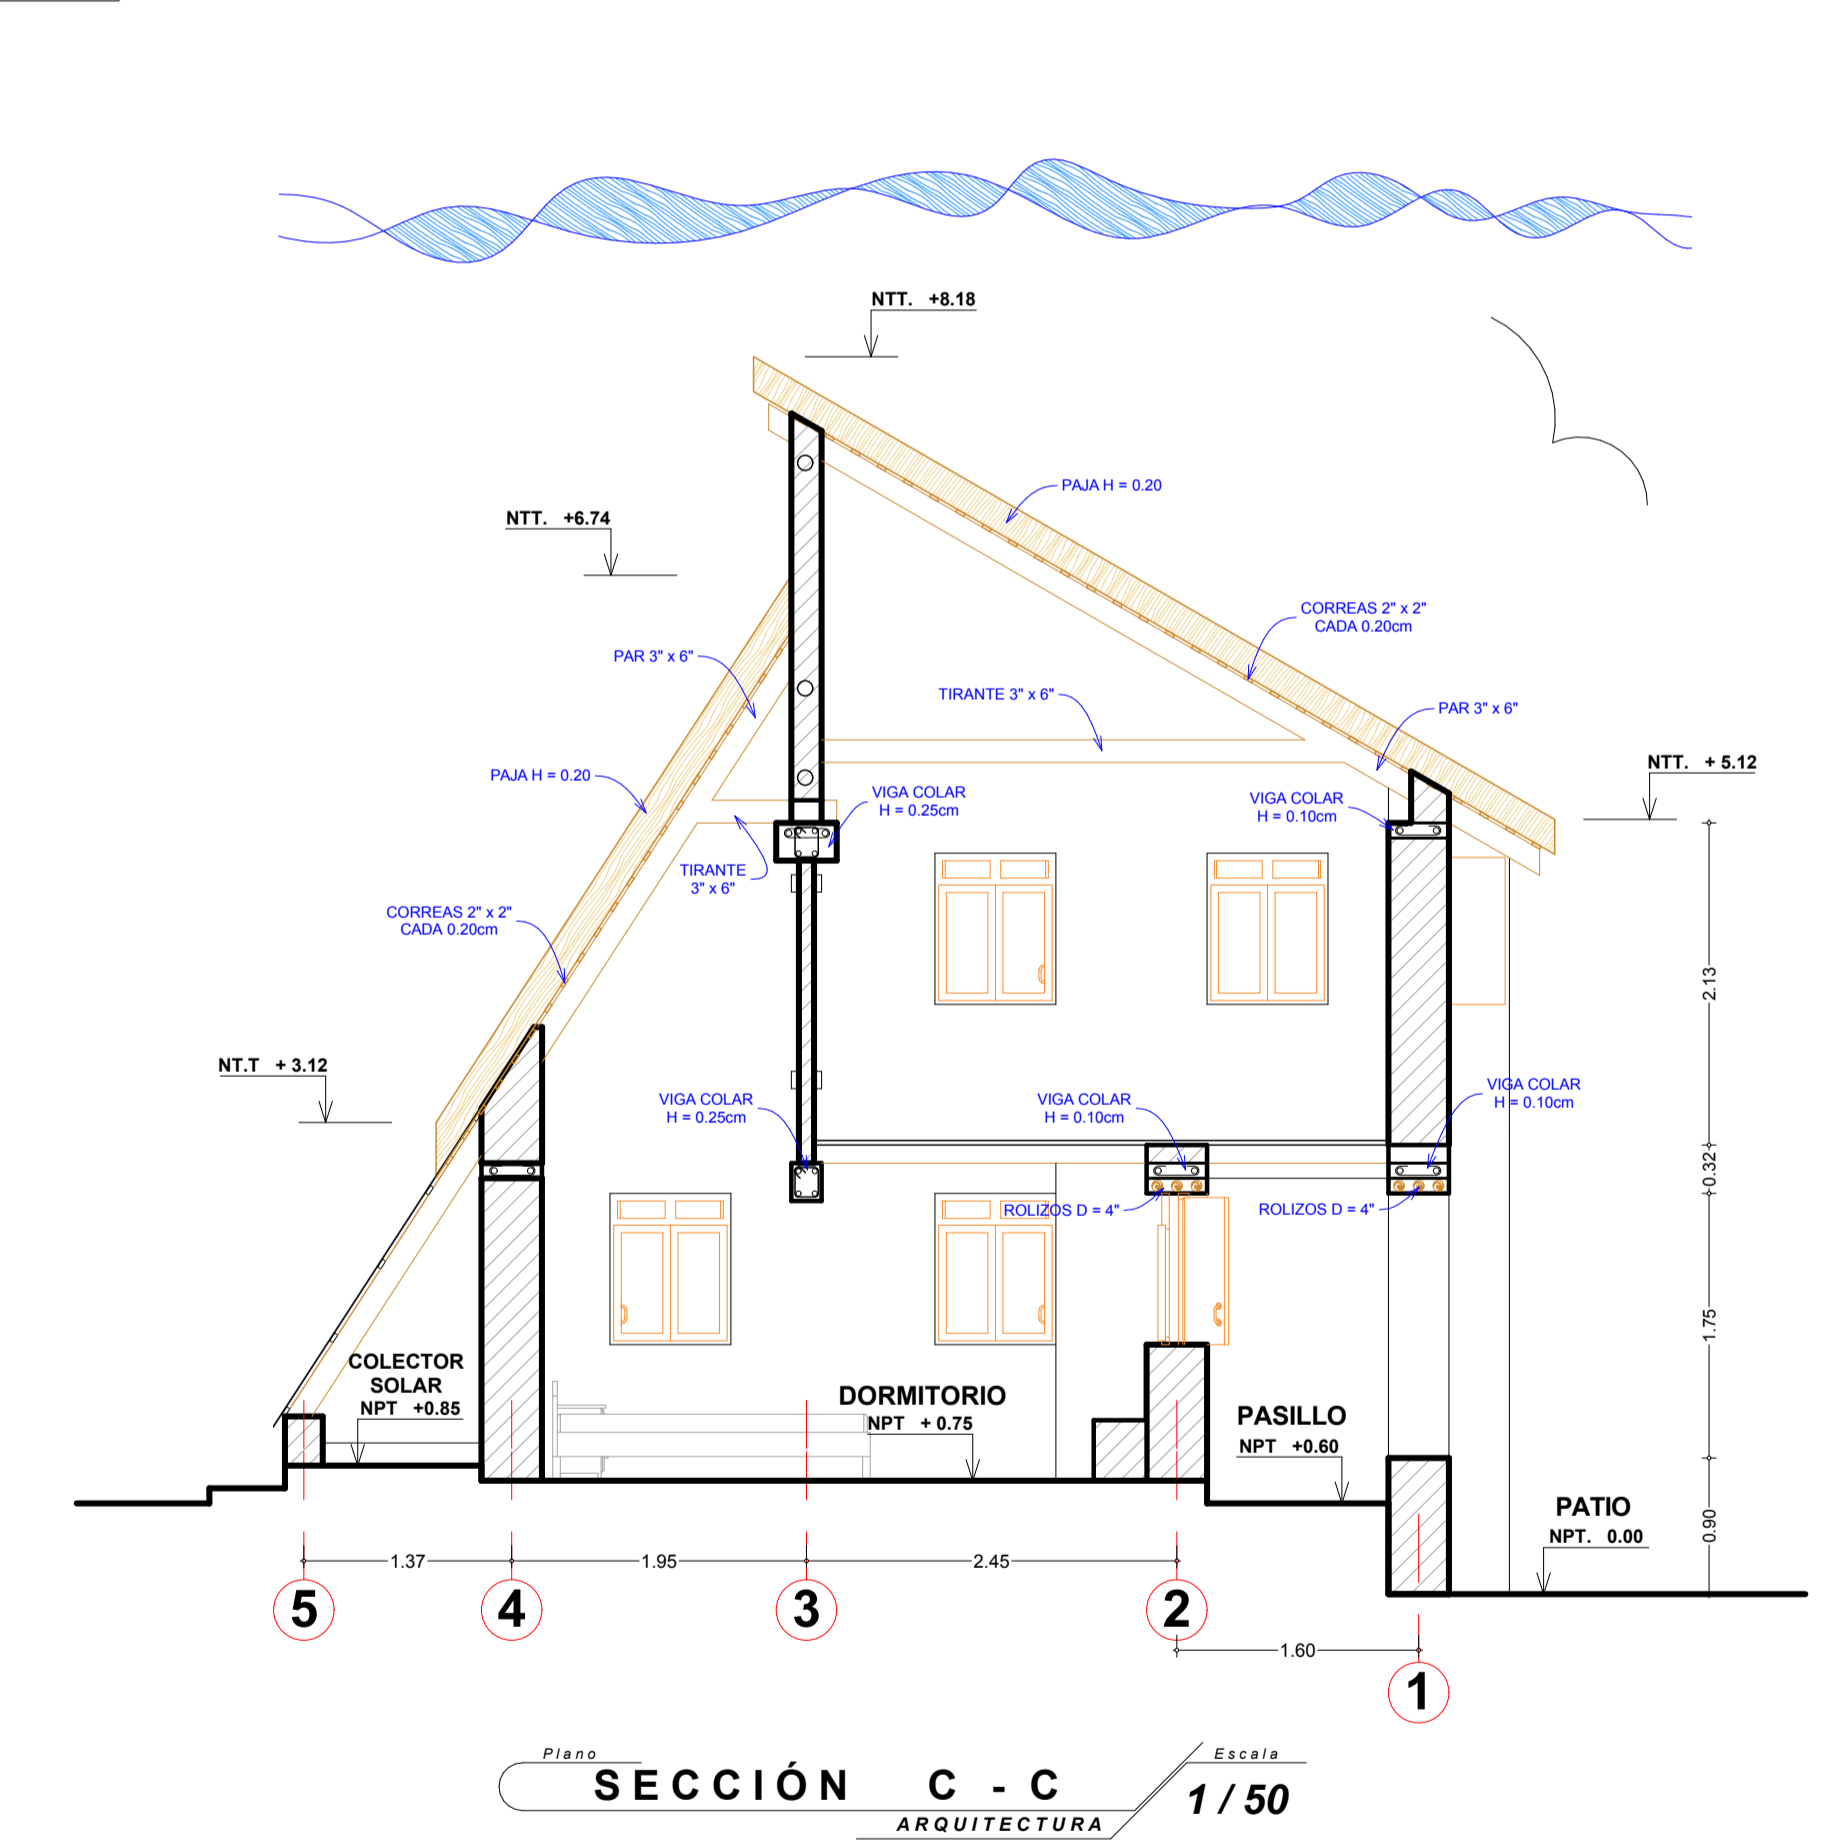 NTT. +8.18
PAJA H = 0.20
NTT. +6.74
CORREAS 2" x 2"
CADA 0.20cm
PAR 3" x 6"
TIRANTE 3" x 6"
PAR 3" x 6"
NTT. + 5.12
PAJA H = 0.20
VIGA COLAR
H = 0.25cm
VIGA COLAR
H = 0.10cm
TIRANTE
3" x 6"
CORREAS 2" x 2"
CADA 0.20cm
2.13
NT.T + 3.12
VIGA COLAR
H = 0.25cm
VIGA COLAR
H = 0.10cm
VIGA COLAR
H = 0.10cm
0.32
ROLIZOS D = 4"
ROLIZOS D = 4"
1.75
COLECTOR
SOLAR
NPT +0.85
DORMITORIO
NPT + 0.75
PASILLO
NPT +0.60
PATIO
NPT. 0.00
0.90
1.37
1.95
2.45
5
4
3
2
1.60
1
Plano
SECCIÓN C - C
ARQUITECTURA
Escala
1 / 50